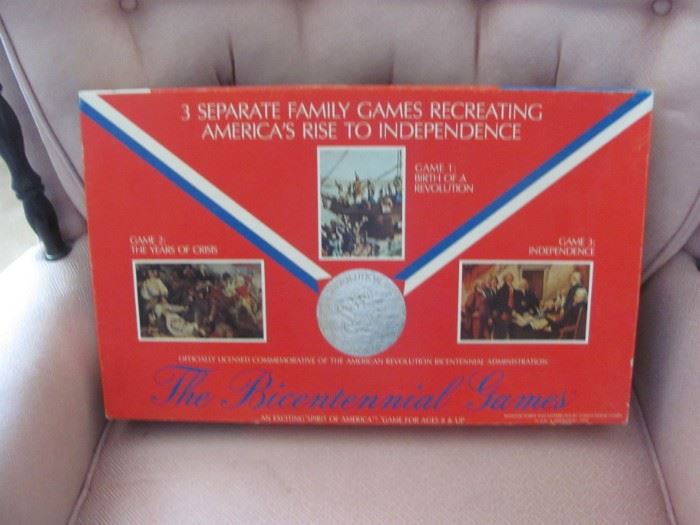 3 SEPARATE FAMILY GAMES RECREATING
AMERICA'S RISE TO INDEPENDENCE
GAME 1:
BIRTH OF A
REVOLUTION
GAME 2:
THE YEARS OF CRISIS
GAME 3:
INDEPENDENCE
OFFICIALLY LICENSED COMMEMORATIVE OF THE AMERICAN REVOLUTION BICENTENNIAL ADMINISTRATION
The Bicentennial Games
AN EXCITING "SPIRIT OF AMERICA" GAME FOR AGES 8 & UP